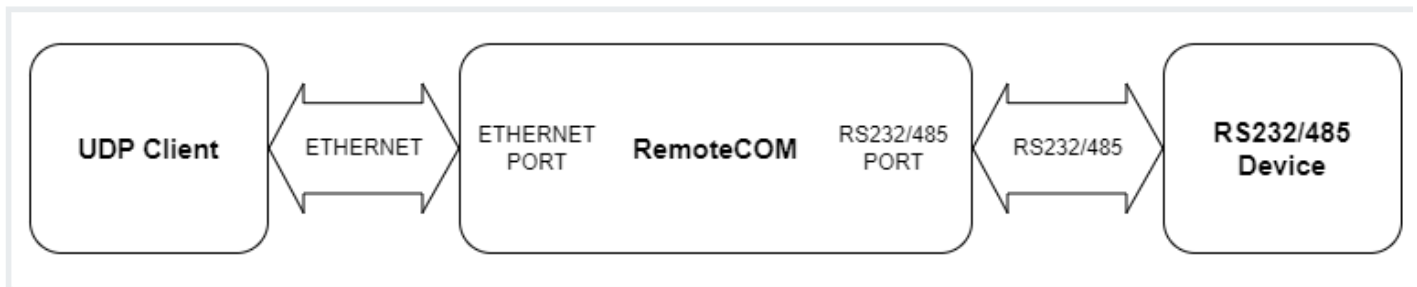 UDP Client
ETHERNET
ETHERNET
PORT
RemoteCOM
RS232/485
PORT
RS232/485
RS232/485
Device